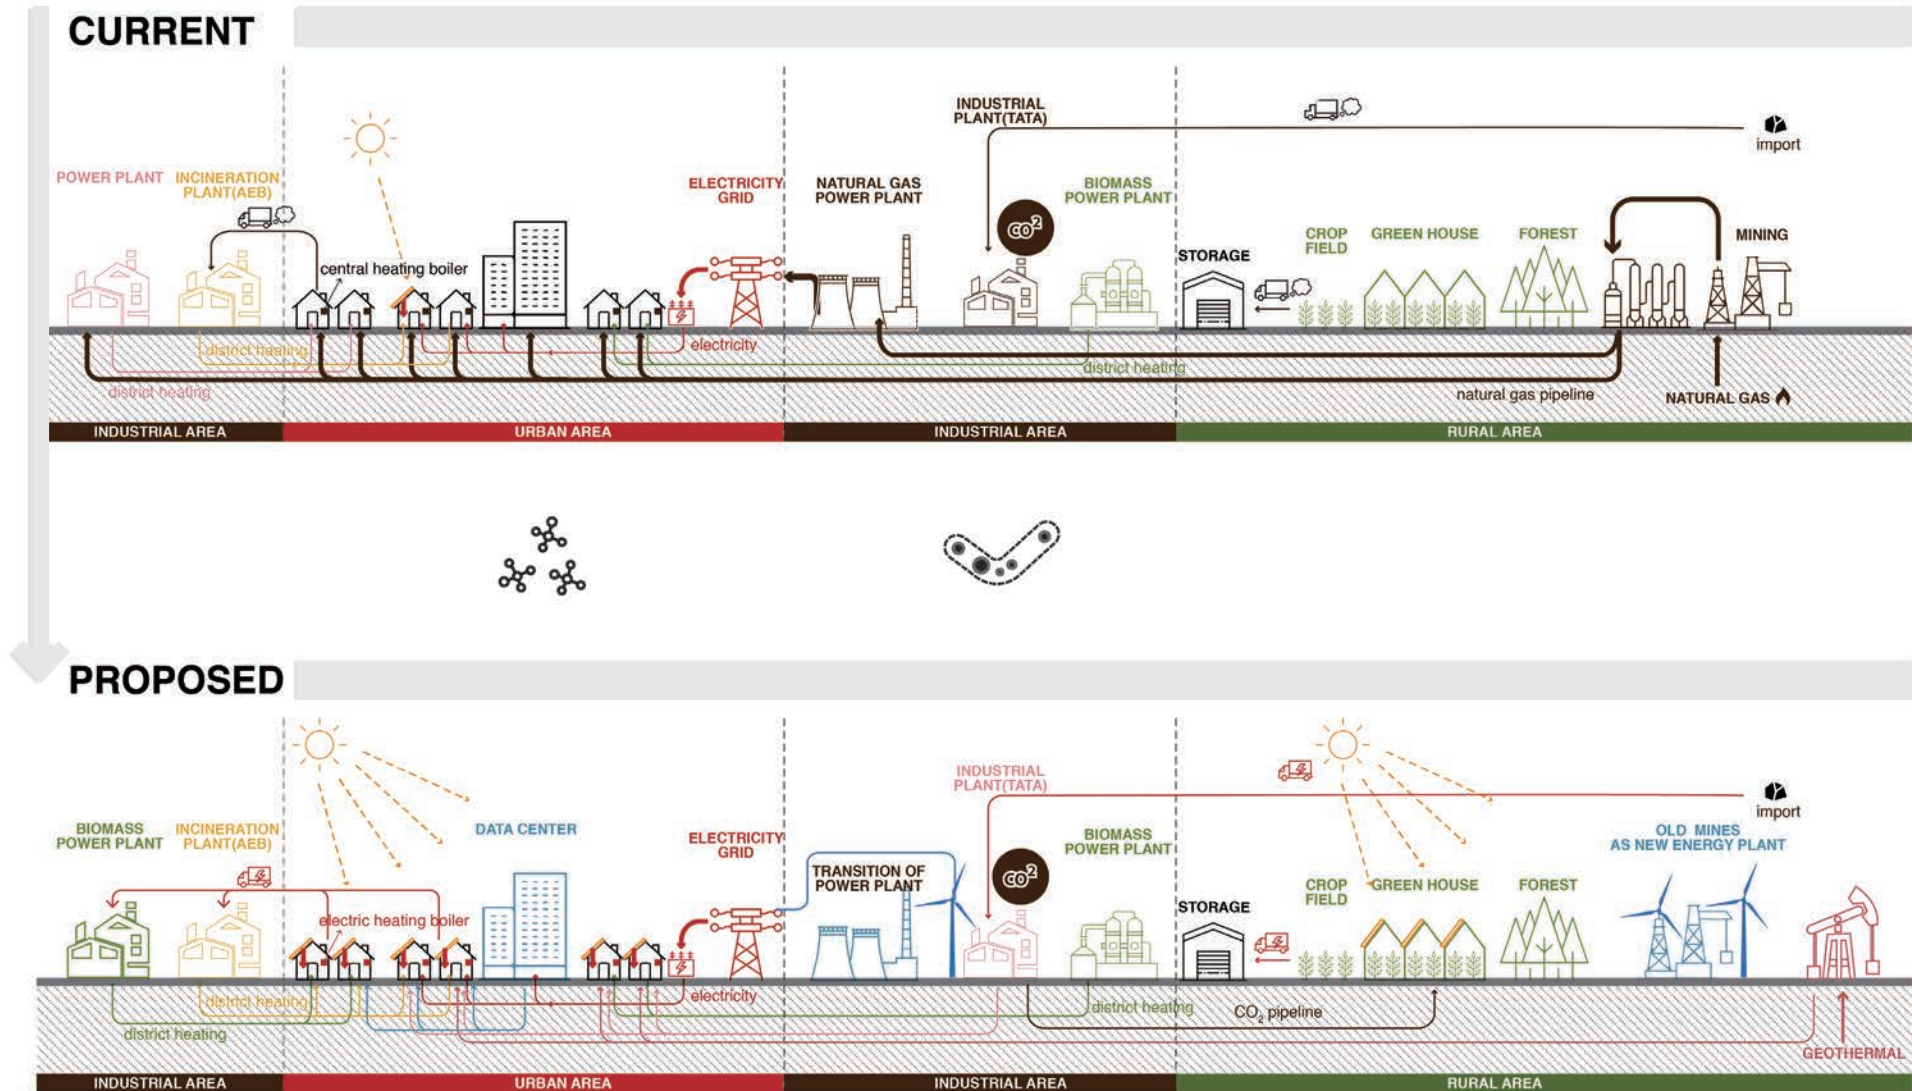 CURRENT
INDUSTRIAL
PLANT(TATA)
import
POWER PLANT
INCINERATION
PLANT(AEB)
ELECTRICITY
GRID
NATURAL GAS
POWER PLANT
BIOMASS
POWER PLANT
CO2
CROP
FIELD
GREEN HOUSE
FOREST
MINING
STORAGE
central heating boiler
district heating
electricity
district heating
district heating
natural gas pipeline
NATURAL GAS
INDUSTRIAL AREA
URBAN AREA
INDUSTRIAL AREA
RURAL AREA
PROPOSED
INDUSTRIAL
PLANT(TATA)
import
BIOMASS
POWER PLANT
INCINERATION
PLANT(AEB)
DATA CENTER
ELECTRICITY
GRID
TRANSITION OF
POWER PLANT
CO2
BIOMASS
POWER PLANT
OLD MINES
AS NEW ENERGY PLANT
STORAGE
CROP
FIELD
GREEN HOUSE
FOREST
electric heating boiler
district heating
electricity
district heating
CO2 pipeline
district heating
GEOTHERMAL
INDUSTRIAL AREA
URBAN AREA
INDUSTRIAL AREA
RURAL AREA